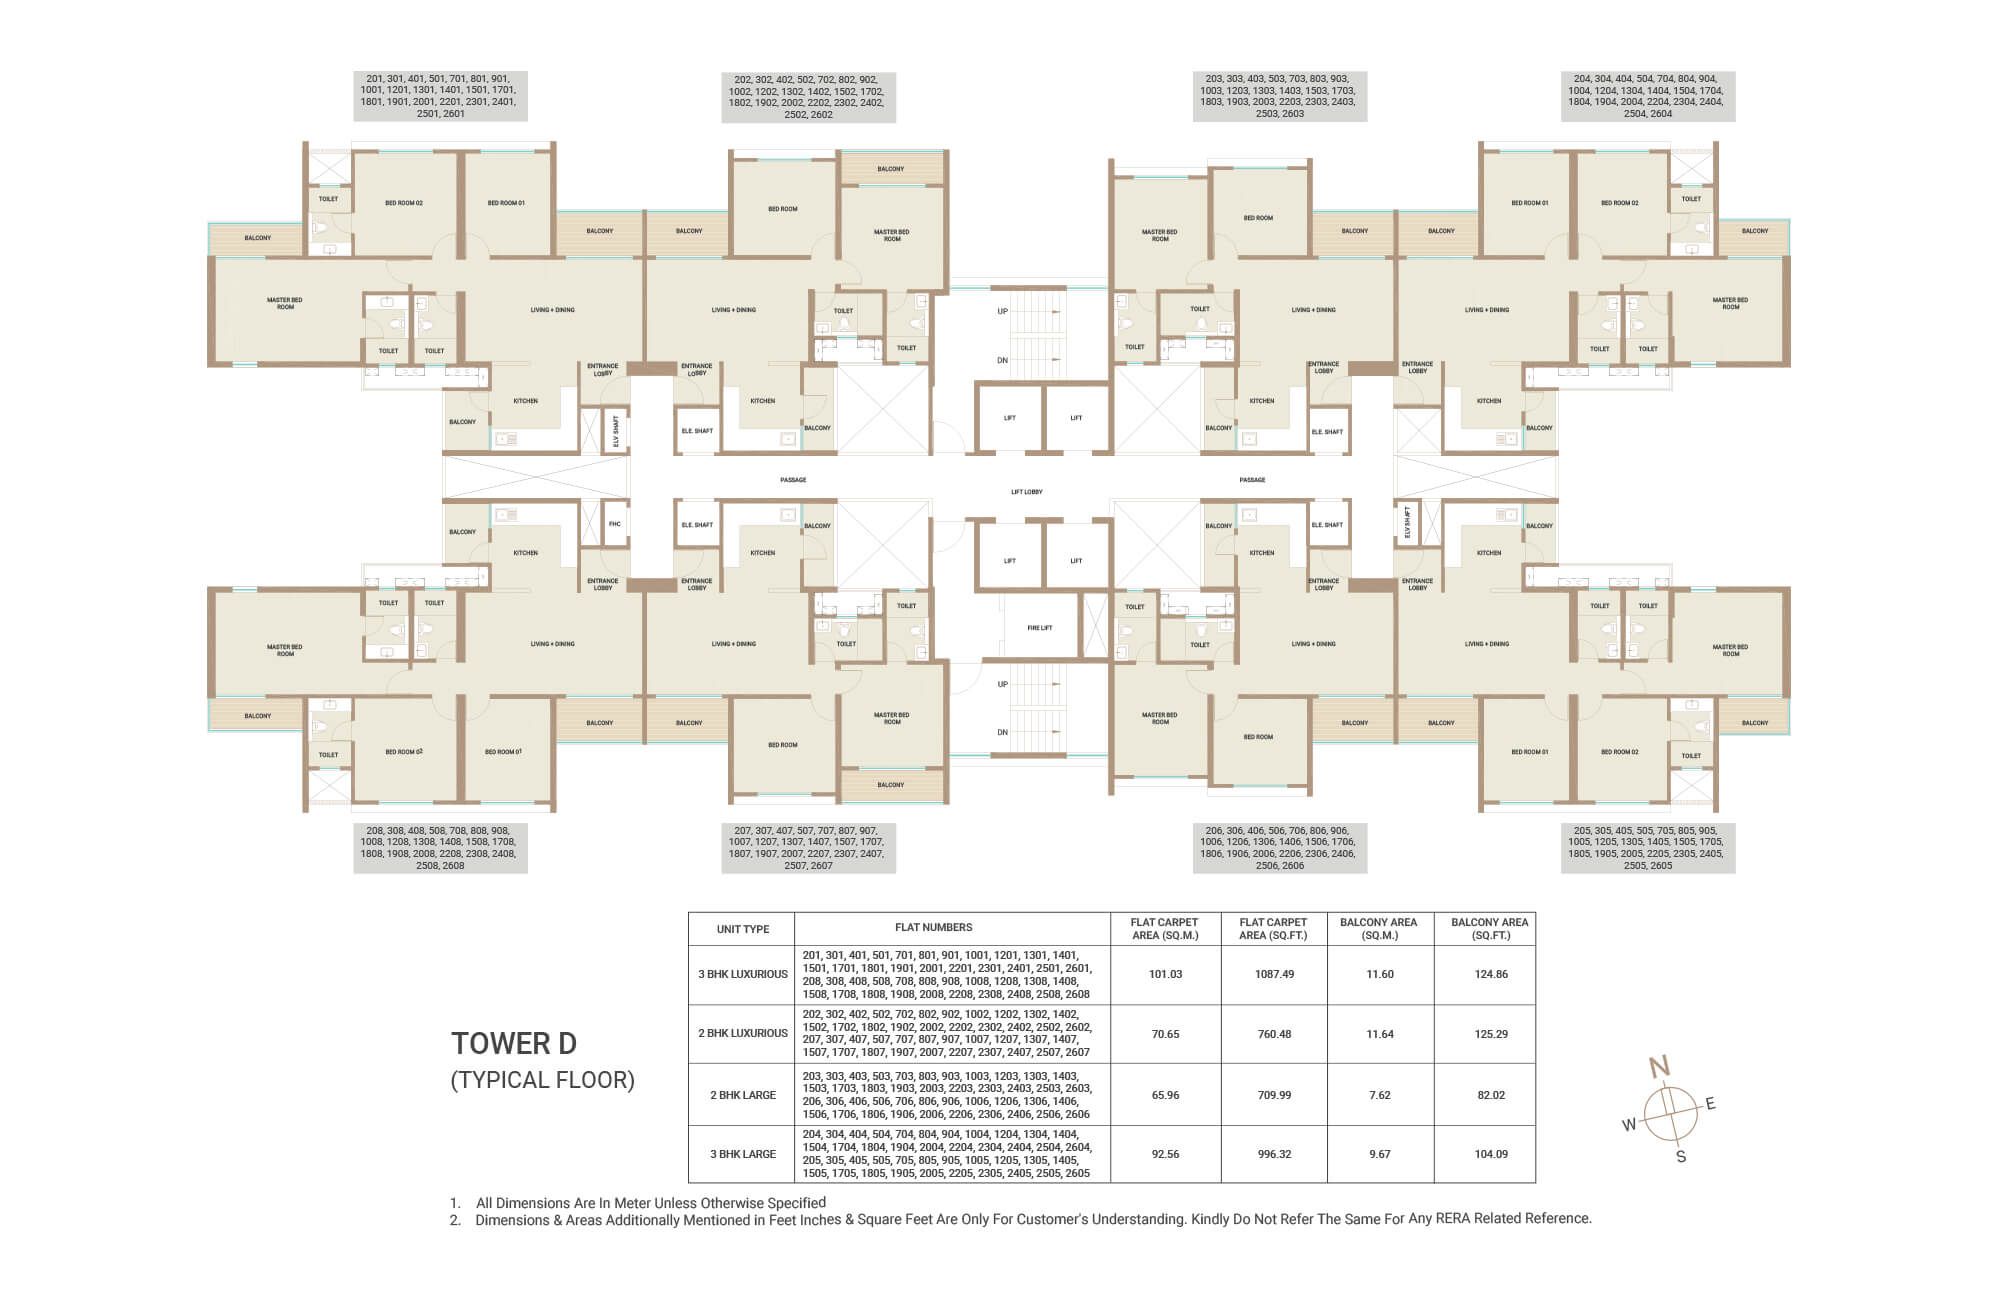 201, 301, 401, 501, 701, 801, 901,
1001, 1201, 1301, 1401, 1501, 1701,
1801, 1901, 2001, 2201, 2301, 2401,
2501, 2601
202, 302, 402, 502, 702, 802, 902,
1002, 1202, 1302, 1402, 1502, 1702,
1802, 1902, 2002, 2202, 2302, 2402,
2502, 2602
203, 303, 403, 503, 703, 803, 903,
1003, 1203, 1303, 1403, 1503, 1703,
1803, 1903, 2003, 2203, 2303, 2403,
2503, 2603
204, 304, 404, 504, 704, 804, 904,
1004, 1204, 1304, 1404, 1504, 1704,
1804, 1904, 2004, 2204, 2304, 2404,
2504, 2604
TOILET
BED ROOM 02
BED ROOM 01
BALCONY
BALCONY
BALCONY
MASTER BED
ROOM
TOILET
TOILET
LIVING + DINING
ENTRANCE
LOBBY
KITCHEN
BALCONY
ELV SHAFT
BED ROOM
BALCONY
MASTER BED
ROOM
LIVING + DINING
TOILET
TOILET
ENTRANCE
LOBBY
KITCHEN
BALCONY
ELE. SHAFT
UP
DN
LIFT
LIFT
MASTER BED
ROOM
BED ROOM
BALCONY
BALCONY
LIVING + DINING
TOILET
TOILET
ENTRANCE
LOBBY
KITCHEN
BALCONY
ELE. SHAFT
BED ROOM 01
BED ROOM 02
TOILET
BALCONY
MASTER BED
ROOM
LIVING + DINING
TOILET
TOILET
ENTRANCE
LOBBY
KITCHEN
BALCONY
PASSAGE
LIFT LOBBY
PASSAGE
BALCONY
KITCHEN
FHC
ENTRANCE
LOBBY
TOILET
TOILET
MASTER BED
ROOM
LIVING + DINING
BALCONY
TOILET
BED ROOM 02
BED ROOM 01
BALCONY
BALCONY
ELE. SHAFT
KITCHEN
BALCONY
ENTRANCE
LOBBY
LIVING + DINING
TOILET
TOILET
BED ROOM
MASTER BED
ROOM
BALCONY
LIFT
LIFT
FIRE LIFT
UP
DN
BALCONY
KITCHEN
ELE. SHAFT
ENTRANCE
LOBBY
TOILET
TOILET
LIVING + DINING
MASTER BED
ROOM
BED ROOM
BALCONY
BALCONY
ELV SHAFT
KITCHEN
BALCONY
ENTRANCE
LOBBY
LIVING + DINING
TOILET
TOILET
MASTER BED
ROOM
BALCONY
BED ROOM 01
BED ROOM 02
TOILET
208, 308, 408, 508, 708, 808, 908,
1008, 1208, 1308, 1408, 1508, 1708,
1808, 1908, 2008, 2208, 2308, 2408,
2508, 2608
207, 307, 407, 507, 707, 807, 907,
1007, 1207, 1307, 1407, 1507, 1707,
1807, 1907, 2007, 2207, 2307, 2407,
2507, 2607
206, 306, 406, 506, 706, 806, 906,
1006, 1206, 1306, 1406, 1506, 1706,
1806, 1906, 2006, 2206, 2306, 2406,
2506, 2606
205, 305, 405, 505, 705, 805, 905,
1005, 1205, 1305, 1405, 1505, 1705,
1805, 1905, 2005, 2205, 2305, 2405,
2505, 2605
TOWER D
(TYPICAL FLOOR)
UNIT TYPE
FLAT NUMBERS
FLAT CARPET
AREA (SQ.M.)
FLAT CARPET
AREA (SQ.FT.)
BALCONY AREA
(SQ.M.)
BALCONY AREA
(SQ.FT.)
3 BHK LUXURIOUS
201, 301, 401, 501, 701, 801, 901, 1001, 1201, 1301, 1401,
1501, 1701, 1801, 1901, 2001, 2201, 2301, 2401, 2501, 2601,
208, 308, 408, 508, 708, 808, 908, 1008, 1208, 1308, 1408,
1508, 1708, 1808, 1908, 2008, 2208, 2308, 2408, 2508, 2608
101.03
1087.49
11.60
124.86
2 BHK LUXURIOUS
202, 302, 402, 502, 702, 802, 902, 1002, 1202, 1302, 1402,
1502, 1702, 1802, 1902, 2002, 2202, 2302, 2402, 2502, 2602,
207, 307, 407, 507, 707, 807, 907, 1007, 1207, 1307, 1407,
1507, 1707, 1807, 1907, 2007, 2207, 2307, 2407, 2507, 2607
70.65
760.48
11.64
125.29
2 BHK LARGE
203, 303, 403, 503, 703, 803, 903, 1003, 1203, 1303, 1403,
1503, 1703, 1803, 1903, 2003, 2203, 2303, 2403, 2503, 2603,
206, 306, 406, 506, 706, 806, 906, 1006, 1206, 1306, 1406,
1506, 1706, 1806, 1906, 2006, 2206, 2306, 2406, 2506, 2606
65.96
709.99
7.62
82.02
3 BHK LARGE
204, 304, 404, 504, 704, 804, 904, 1004, 1204, 1304, 1404,
1504, 1704, 1804, 1904, 2004, 2204, 2304, 2404, 2504, 2604,
205, 305, 405, 505, 705, 805, 905, 1005, 1205, 1305, 1405,
1505, 1705, 1805, 1905, 2005, 2205, 2305, 2405, 2505, 2605
92.56
996.32
9.67
104.09
N
E
W
S
1. All Dimensions Are In Meter Unless Otherwise Specified
2. Dimensions & Areas Additionally Mentioned in Feet Inches & Square Feet Are Only For Customer's Understanding. Kindly Do Not Refer The Same For Any RERA Related Reference.